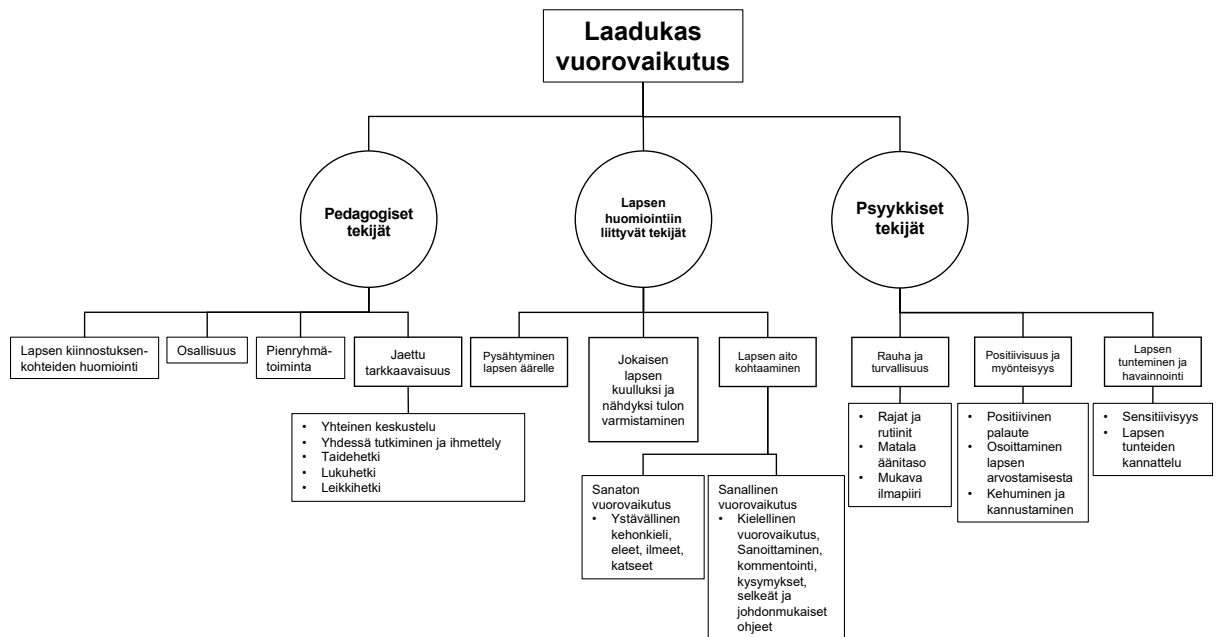 Laadukas
vuorovaikutus
Pedagogiset
tekijät
Lapsen
huomiointiin
liittyvät tekijät
Psyykkiset
tekijät
Lapsen kiinnostuksen-
kohteiden huomiointi
Osallisuus
Pienryhmä-
toiminta
Jaettu
tarkkaavaisuus
Pysähtyminen
lapsen äärelle
Jokaisen
lapsen
kuulluksi ja
nähdyksi tulon
varmistaminen
Lapsen aito
kohtaaminen
Rauha ja
turvallisuus
Positiivisuus ja
myönteisyys
Lapsen
tunteminen ja
havainnointi
• Yhteinen keskustelu
• Yhdessä tutkiminen ja ihmettely
• Taidehetki
• Lukuhetki
• Leikkihetki
Sanaton
vuorovaikutus
• Ystävällinen
kehonkieli,
eleet, ilmeet,
katseet
Sanallinen
vuorovaikutus
• Kielellinen
vuorovaikutus,
Sanoittaminen,
kommentointi,
kysymykset,
selkeät ja
johdonmukaiset
ohjeet
• Rajat ja
rutiinit
• Matala
äänitaso
• Mukava
ilmapiiri
• Positiivinen
palaute
• Osoittaminen
lapsen
arvostamisesta
• Kehuminen ja
kannustaminen
• Sensitiivisyys
• Lapsen
tunteiden
kannattelu